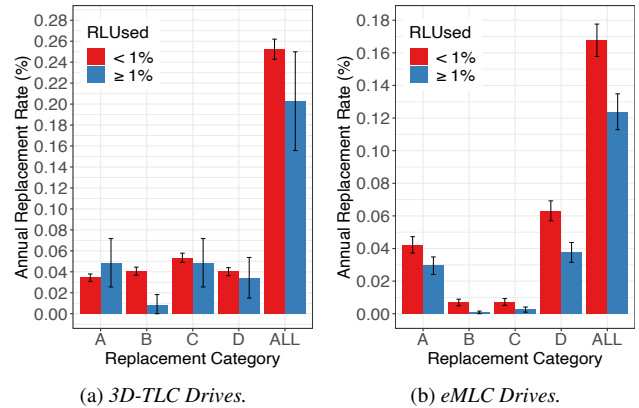 RLUsed
< 1%
≥ 1%
Annual Replacement Rate (%)
0.28
0.26
0.24
0.22
0.20
0.18
0.16
0.14
0.12
0.10
0.08
0.06
0.04
0.02
0.00
A B C D ALL
Replacement Category
(a) 3D-TLC Drives.
RLUsed
< 1%
≥ 1%
Annual Replacement Rate (%)
0.18
0.16
0.14
0.12
0.10
0.08
0.06
0.04
0.02
0.00
A B C D ALL
Replacement Category
(b) eMLC Drives.